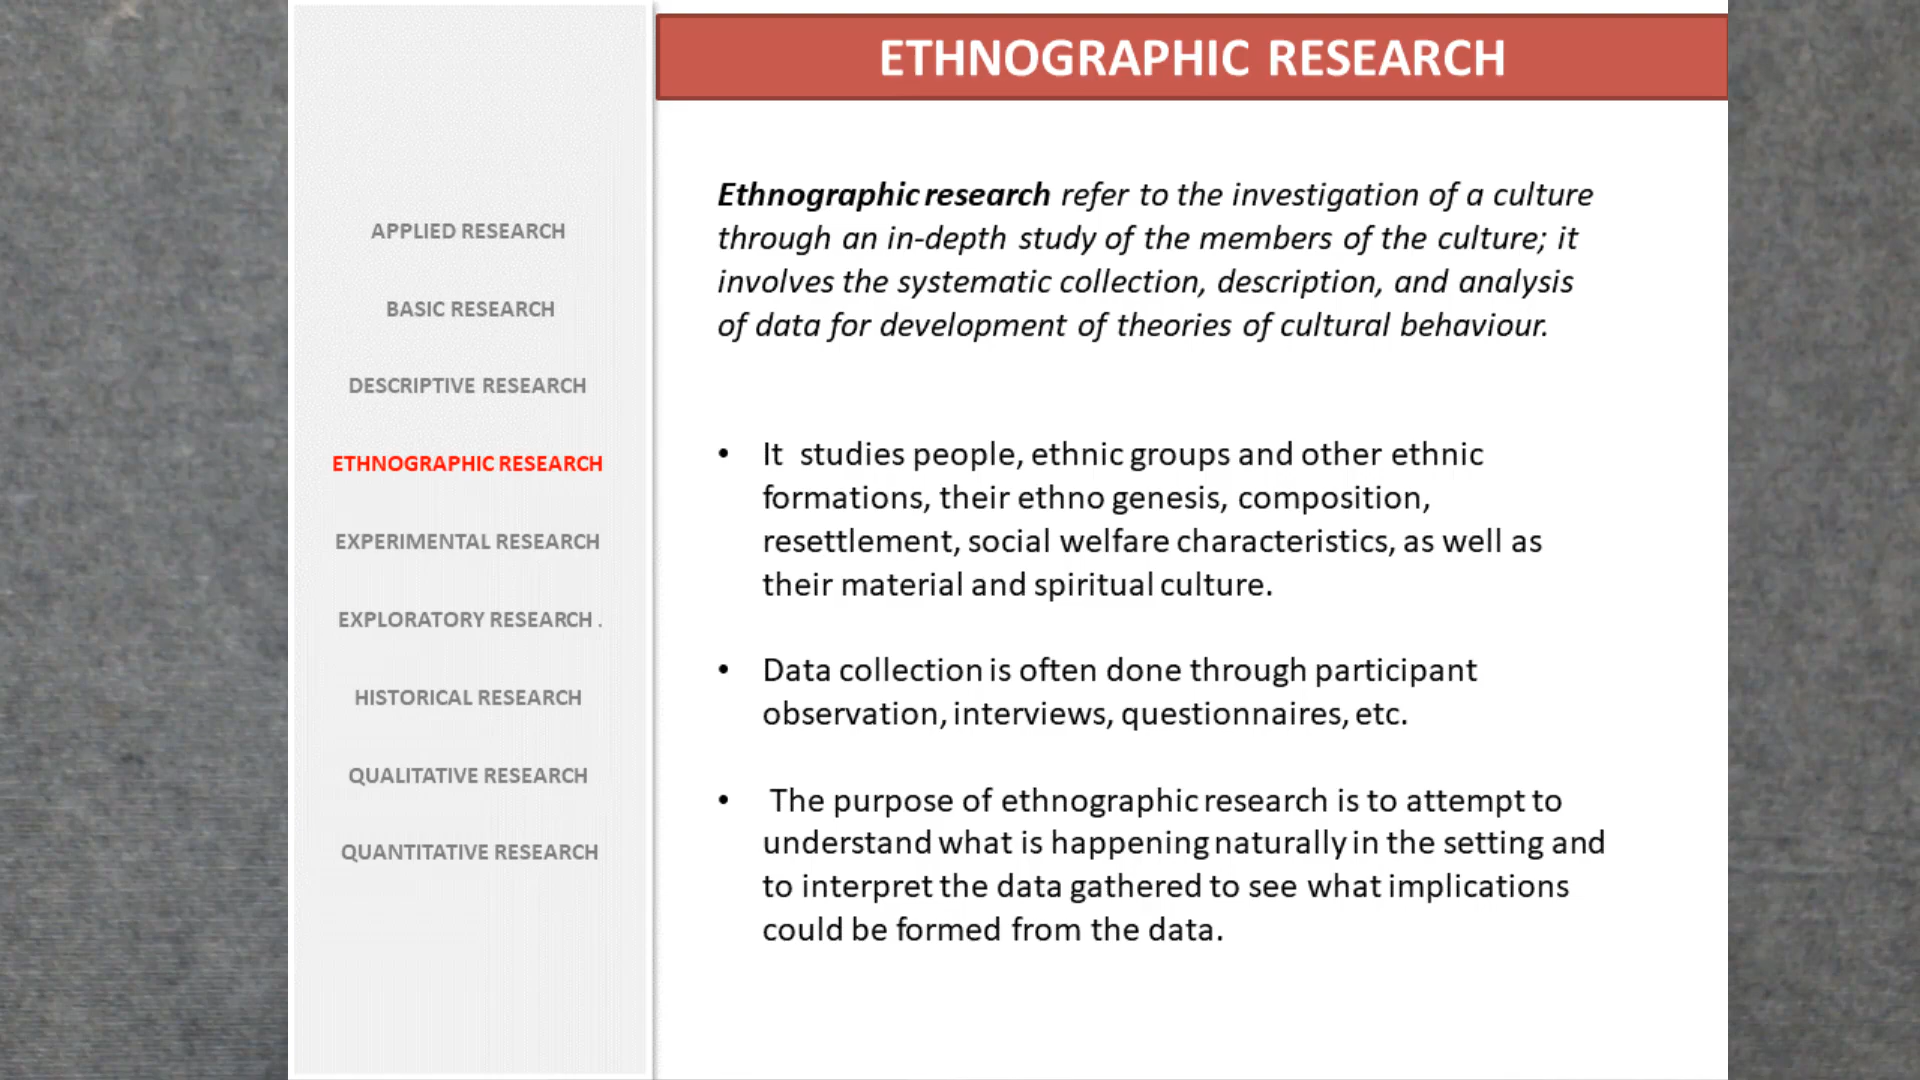 ETHNOGRAPHIC RESEARCH
APPLIED RESEARCH
BASIC RESEARCH
DESCRIPTIVE RESEARCH
ETHNOGRAPHIC RESEARCH
EXPERIMENTAL RESEARCH
EXPLORATORY RESEARCH .
HISTORICAL RESEARCH
QUALITATIVE RESEARCH
QUANTITATIVE RESEARCH
Ethnographic research refer to the investigation of a culture
through an in-depth study of the members of the culture; it
involves the systematic collection, description, and analysis
of data for development of theories of cultural behaviour.
• It studies people, ethnic groups and other ethnic
formations, their ethno genesis, composition,
resettlement, social welfare characteristics, as well as
their material and spiritual culture.
• Data collection is often done through participant
observation, interviews, questionnaires, etc.
• The purpose of ethnographic research is to attempt to
understand what is happening naturally in the setting and
to interpret the data gathered to see what implications
could be formed from the data.